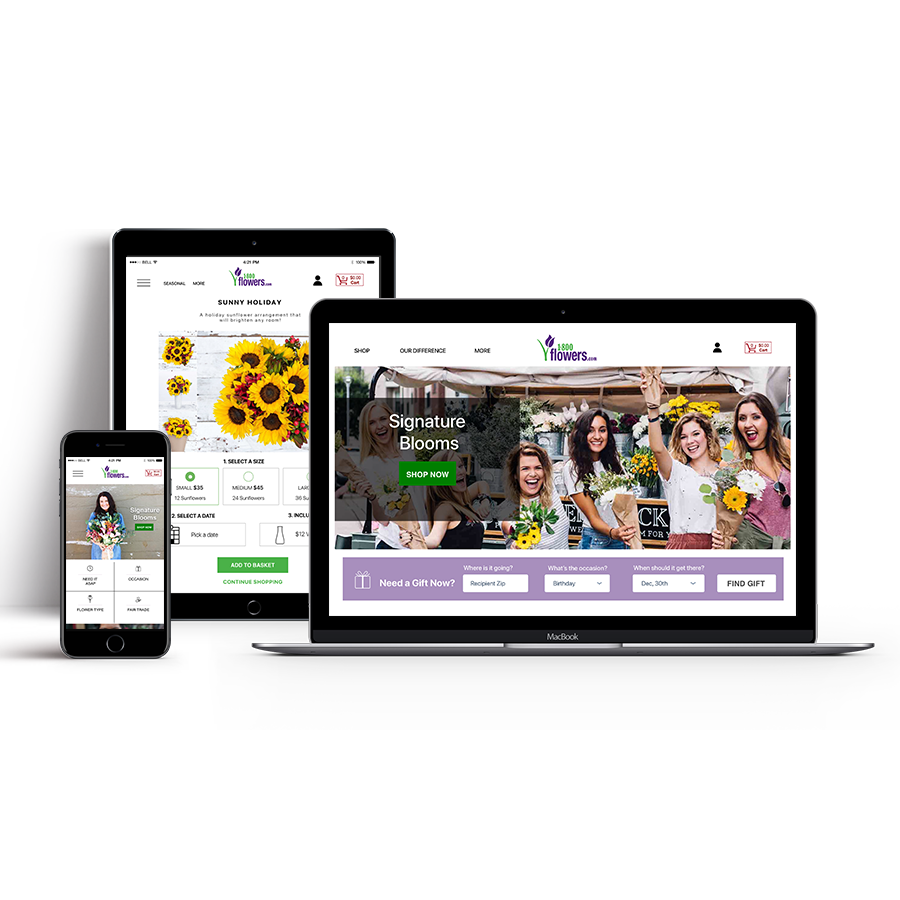 ●●●○○ BELL
4:21 PM
100%
SEASONAL
MORE
1800
flowers.com
0
$0.00
Cart
SUNNY HOLIDAY
A holiday sunflower arrangement that
will brighten any room!
1. SELECT A SIZE
SMALL $35
12 Sunflowers
MEDIUM $45
24 Sunflowers
LAR
36 Su
2. SELECT A DATE
Pick a date
3. INCLU
$12 V
ADD TO BASKET
CONTINUE SHOPPING
SHOP
OUR DIFFERENCE
MORE
1800
flowers.com
0
$0.00
Cart
Signature
Blooms
SHOP NOW
CK
M FOR Y
Need a Gift Now?
Where is it going?
Recipient Zip
What's the occasion?
Birthday
When should it get there?
Dec, 30th
FIND GIFT
MacBook
BELL
4:21 PM
100%
1800
flowers.com
Signature
Blooms
SHOP NOW
NEED IT
ASAP
OCCASION
FLOWER TYPE
FAIR TRADE